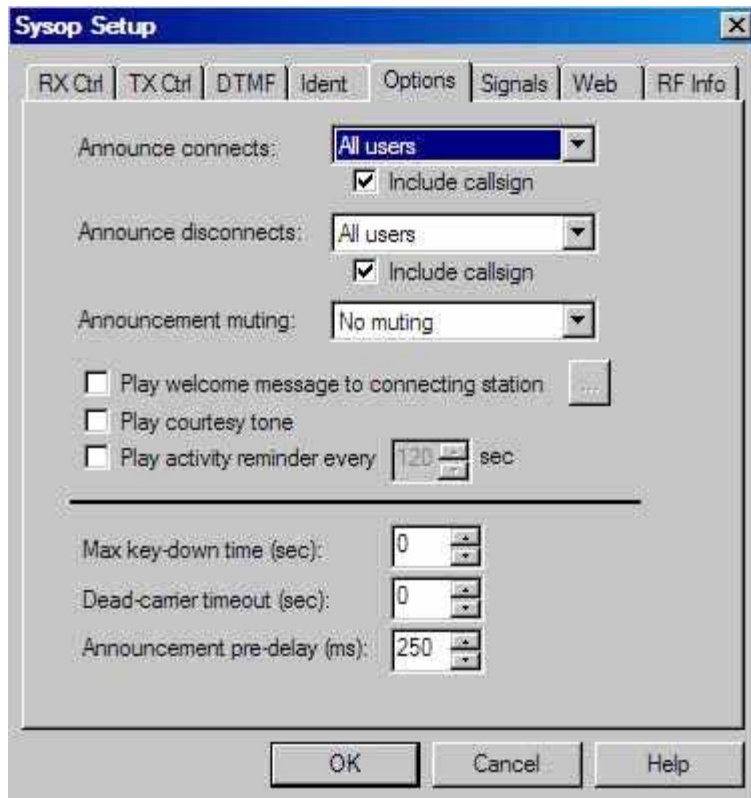 Sysop Setup
RX Ctrl TX Ctrl DTMF Ident Options Signals Web RF Info
Announce connects: All users
Include callsign
Announce disconnects: All users
Include callsign
Announcement muting: No muting
Play welcome message to connecting station ...
Play courtesy tone
Play activity reminder every 120 sec
Max key-down time (sec): 0
Dead-carrier timeout (sec): 0
Announcement pre-delay (ms): 250
OK Cancel Help